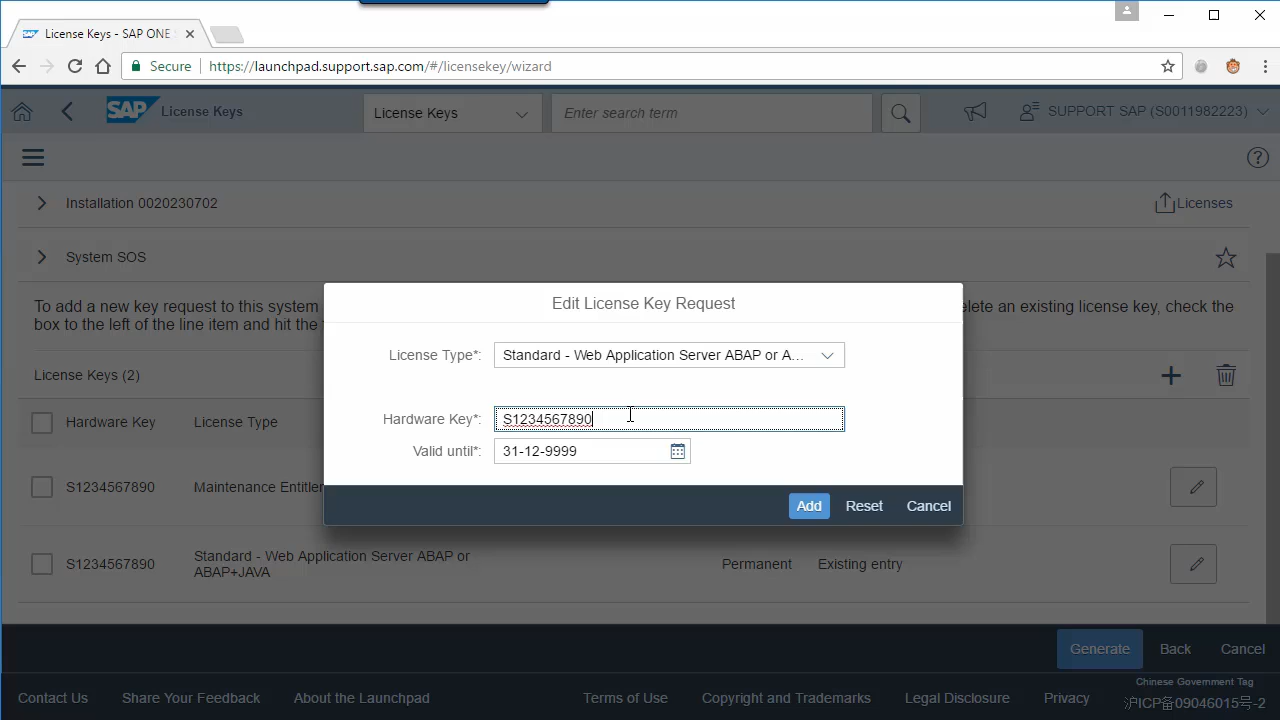 License Keys - SAP ONE
Secure
https://launchpad.support.sap.com/#/licensekey/wizard
SAP License Keys
License Keys
Enter search term
SUPPORT SAP (S0011982223)
Installation 0020230702
Licenses
System SOS
To add a new key request to this system
elete an existing license key, check the
box to the left of the line item and hit the
Edit License Key Request
License Type*:
Standard - Web Application Server ABAP or A...
Hardware Key*:
S1234567890
Valid until*:
31-12-9999
Add
Reset
Cancel
License Keys (2)
Hardware Key
License Type
S1234567890
Maintenance Entitler
S1234567890
Standard - Web Application Server ABAP or
ABAP+JAVA
Permanent
Existing entry
Generate
Back
Cancel
Contact Us
Share Your Feedback
About the Launchpad
Terms of Use
Copyright and Trademarks
Legal Disclosure
Privacy
Chinese Government Tag
沪ICP备09046015号-2